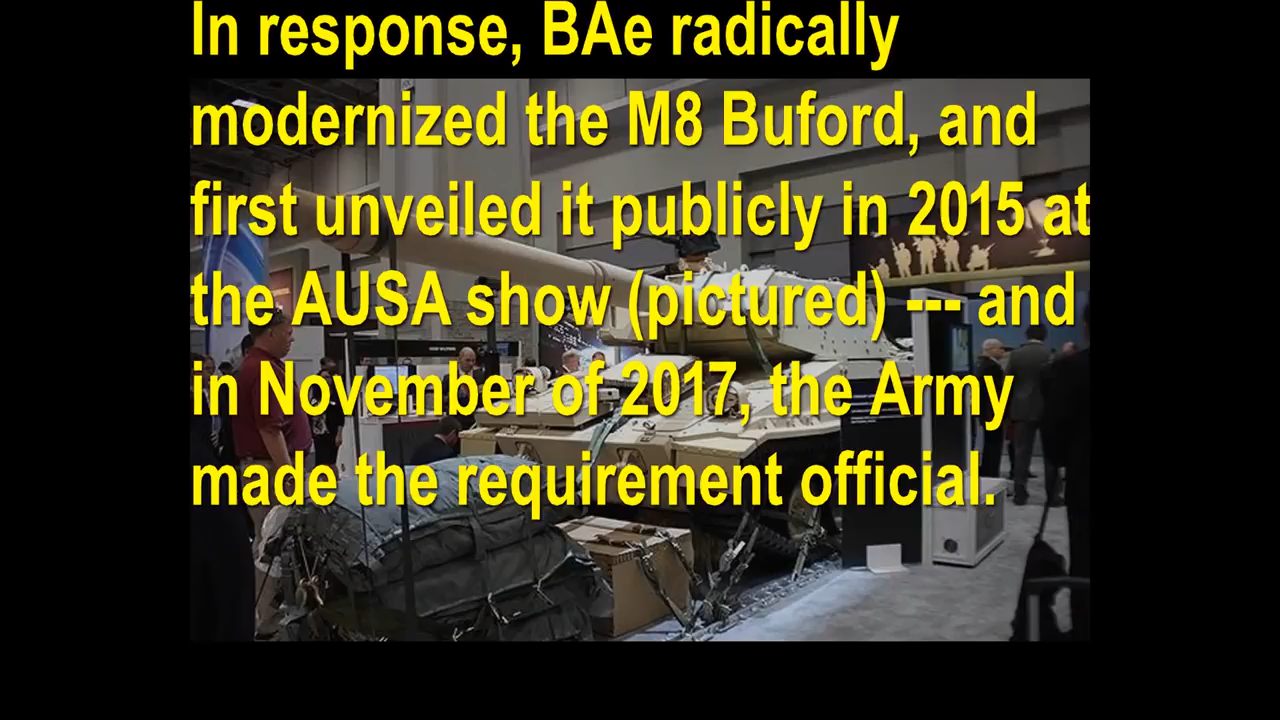 In response, BAe radically
modernized the M8 Buford, and
first unveiled it publicly in 2015 at
the AUSA show (pictured) --- and
in November of 2017, the Army
made the requirement official.